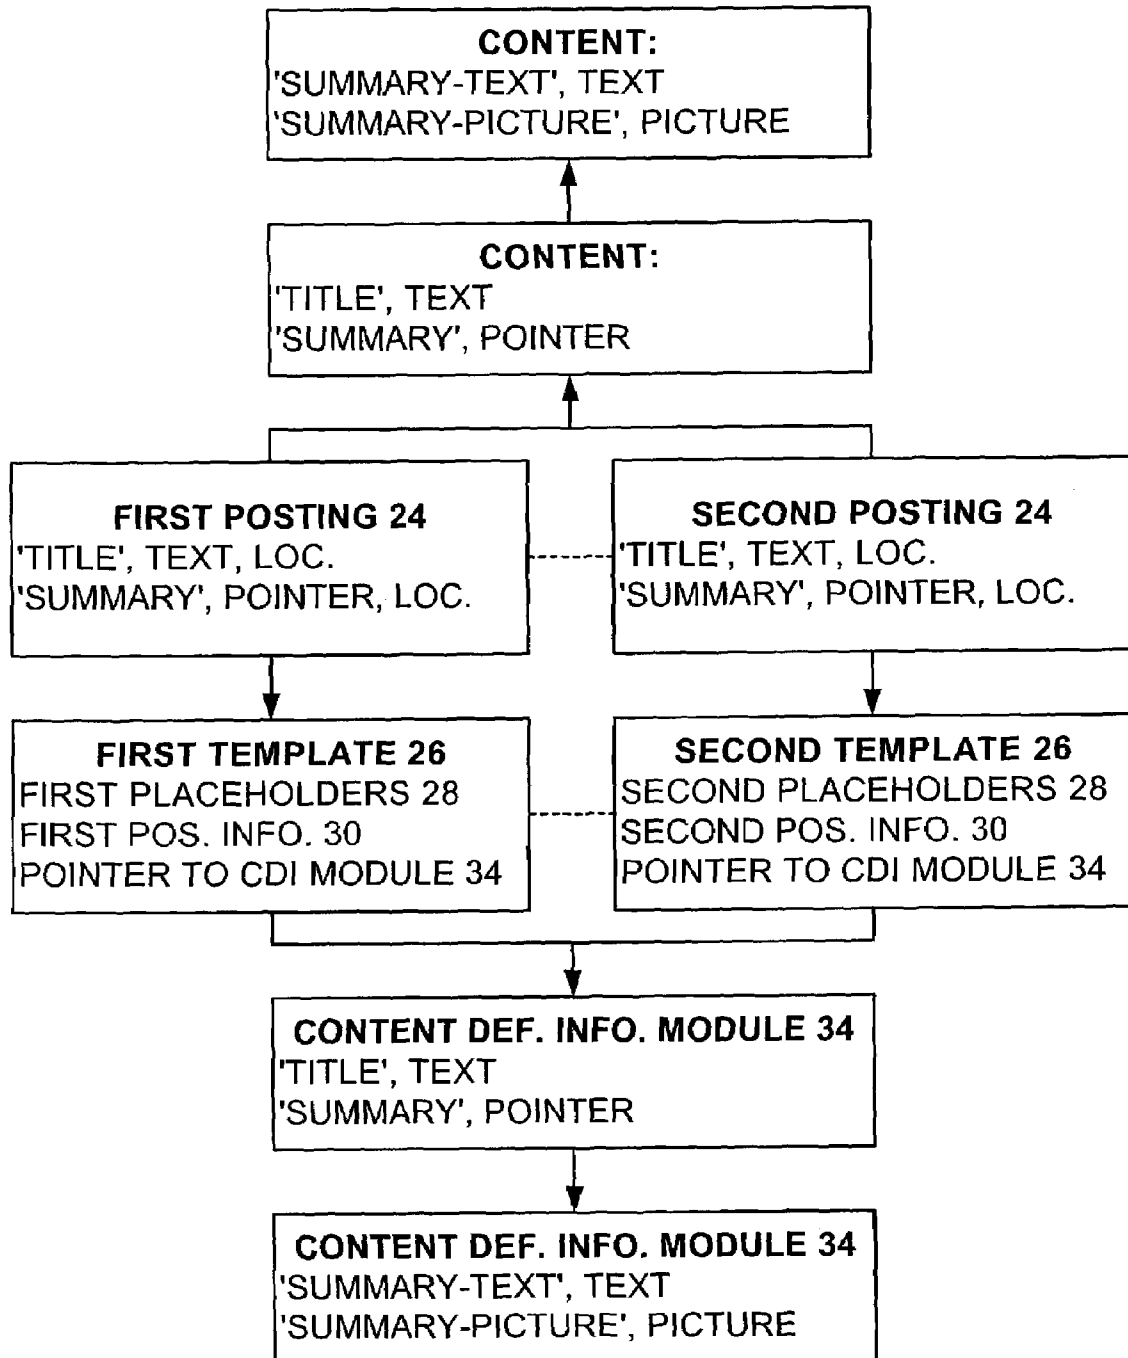 CONTENT:
'SUMMARY-TEXT', TEXT
'SUMMARY-PICTURE', PICTURE
CONTENT:
'TITLE', TEXT
'SUMMARY', POINTER
FIRST POSTING 24
'TITLE', TEXT, LOC.
'SUMMARY', POINTER, LOC.
SECOND POSTING 24
'TITLE', TEXT, LOC.
'SUMMARY', POINTER, LOC.
FIRST TEMPLATE 26
FIRST PLACEHOLDERS 28
FIRST POS. INFO. 30
POINTER TO CDI MODULE 34
SECOND TEMPLATE 26
SECOND PLACEHOLDERS 28
SECOND POS. INFO. 30
POINTER TO CDI MODULE 34
CONTENT DEF. INFO. MODULE 34
'TITLE', TEXT
'SUMMARY', POINTER
CONTENT DEF. INFO. MODULE 34
'SUMMARY-TEXT', TEXT
'SUMMARY-PICTURE', PICTURE